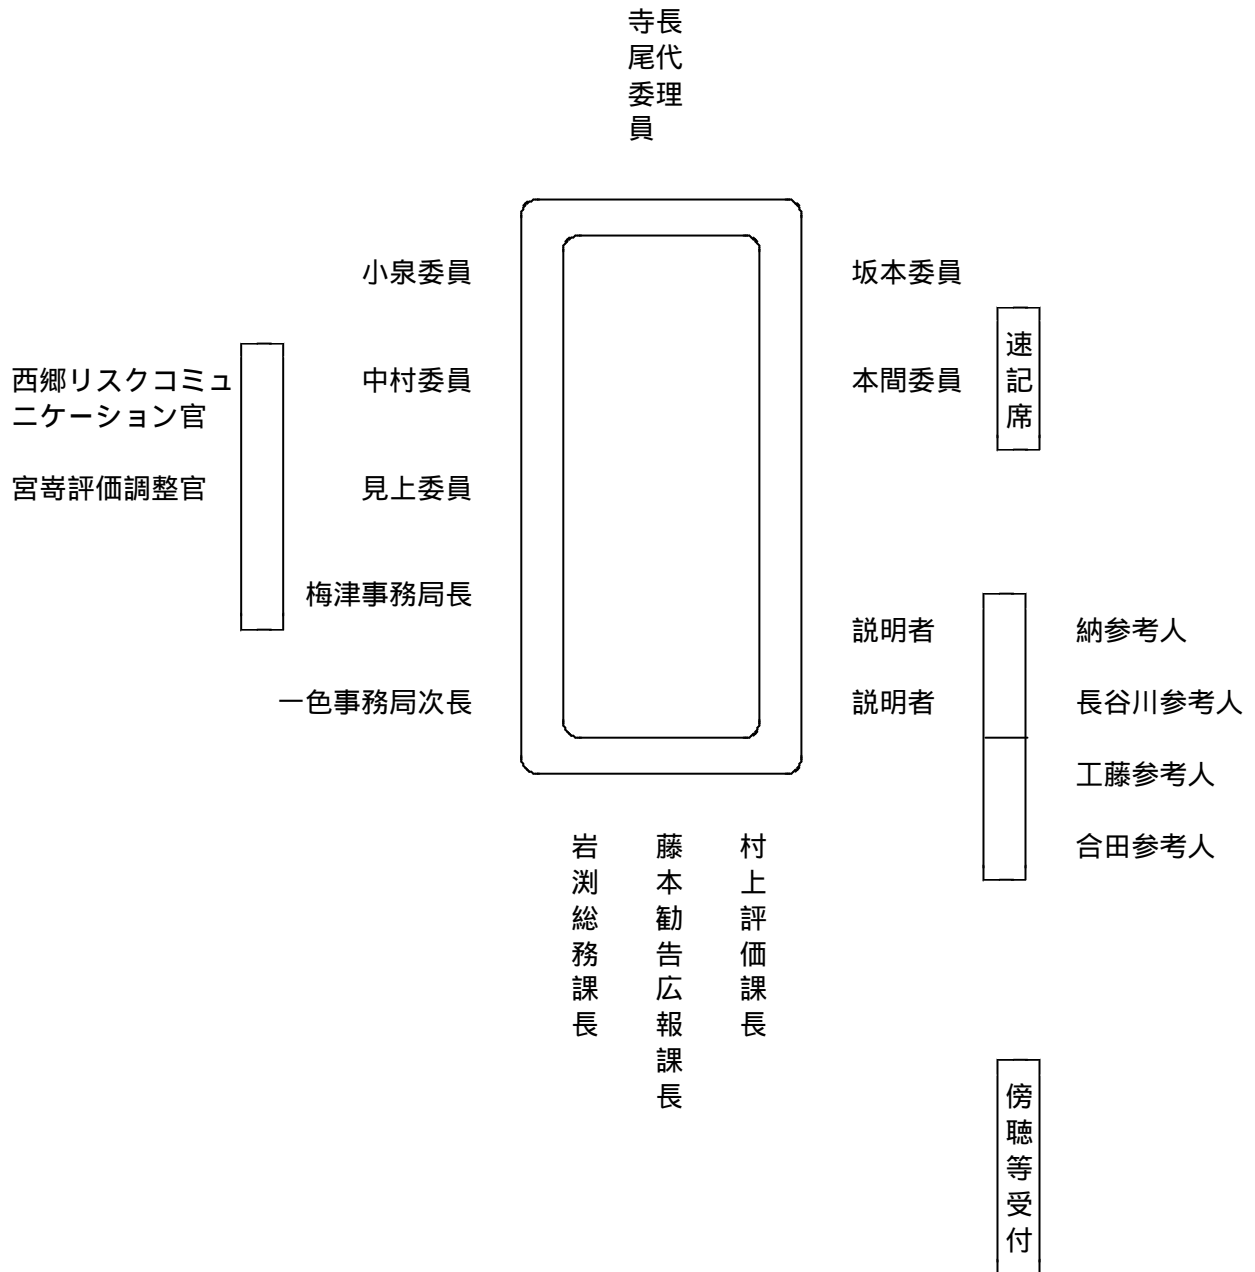 寺尾委員
長代理
小泉委員
坂本委員
速記席
西郷リスクコミュ
ニケーション官
中村委員
本間委員
宮嵜評価調整官
見上委員
梅津事務局長
説明者
納参考人
一色事務局次長
説明者
長谷川参考人
工藤参考人
合田参考人
岩渕総務課長
藤本勧告広報課長
村上評価課長
傍聴等受付